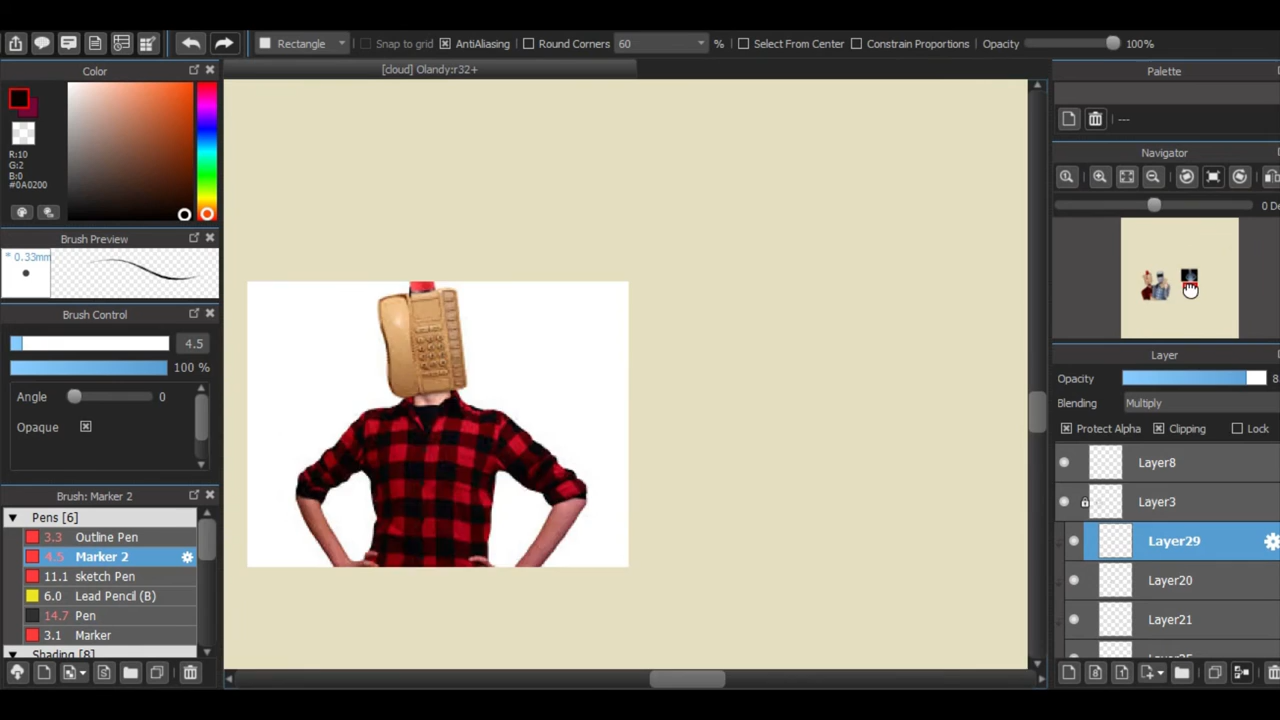 Rectangle Snap to grid AntiAliasing Round Corners 60 % Select From Center Constrain Proportions Opacity 100%
Color
[cloud] Olandy:r32+
Palette
---
R:10
G:2
B:0
#0A0200
Navigator
0 De
Brush Preview
* 0.33mm
Brush Control
4.5
100 %
Angle 0
Opaque
Layer
Opacity 8
Blending Multiply
Protect Alpha Clipping Lock
Layer8
Layer3
Layer29
Layer20
Layer21
Brush: Marker 2
Pens [6]
3.3 Outline Pen
4.5 Marker 2
11.1 sketch Pen
6.0 Lead Pencil (B)
14.7 Pen
3.1 Marker
Shading [8]